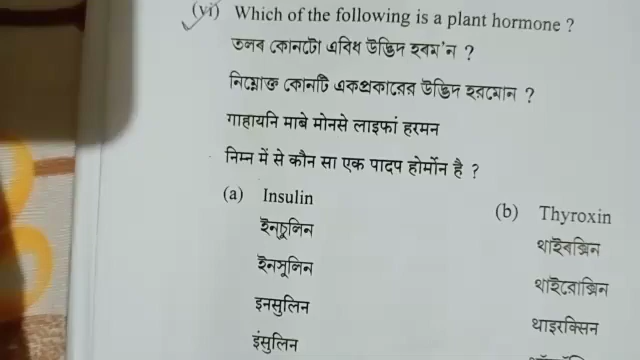 (vi) Which of the following is a plant hormone ?
তলৰ কোনটো এবিধ উদ্ভিদ হৰম'ন ?
নিম্নোক্ত কোনটি একপ্রকারের উদ্ভিদ হরমোন ?
गाहायनि माबे मोनसे लाइफां हरमन
निम्न में से कौन सा एक पादप हॉर्मोन है ?
(a) Insulin
(b) Thyroxin
ইনচুলিন
থাইৰক্সিন
ইনসুলিন
থাইরোক্সিন
इनसुलिन
थाइरक्सिन
इंसुलिन